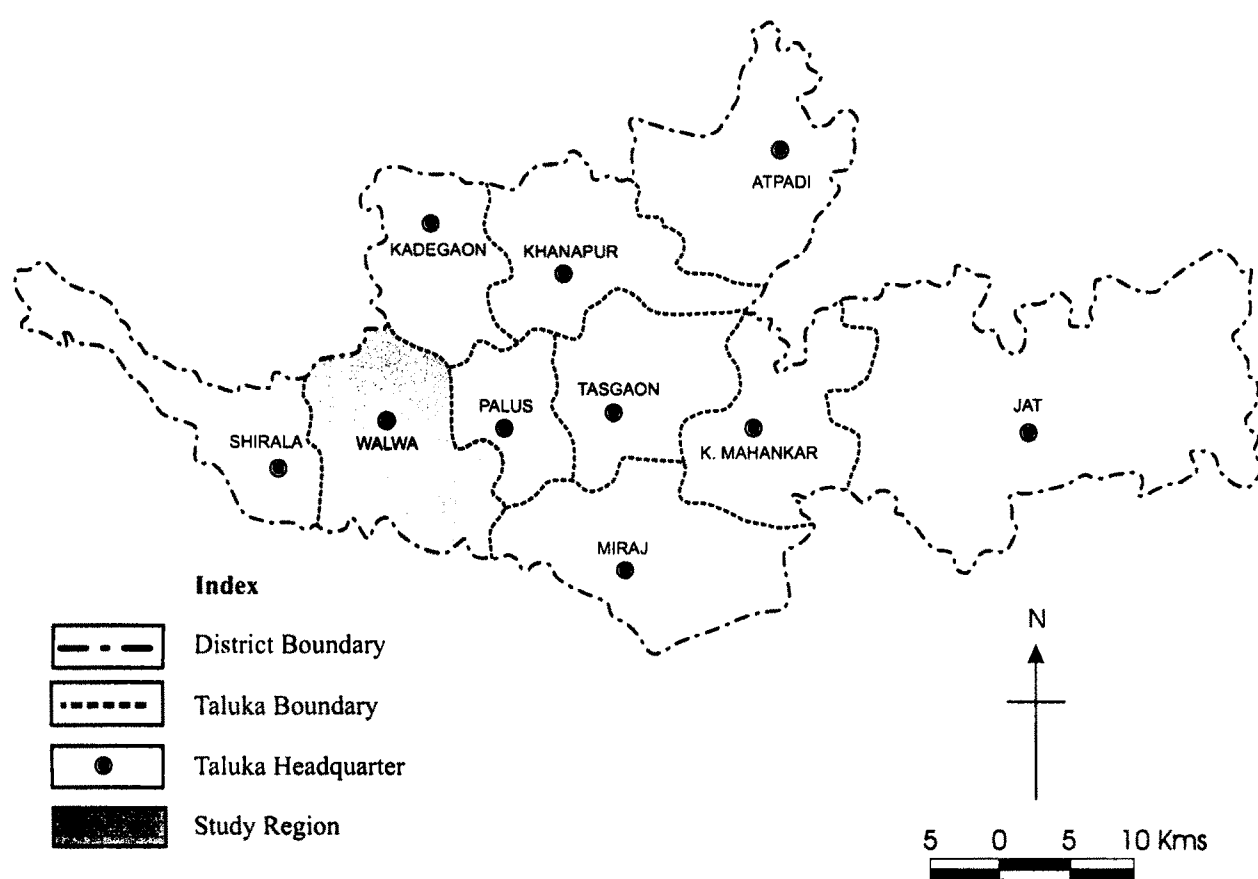 ATPADI
KADEGAON
KHANAPUR
TASGAON
PALUS
JAT
SHIRALA
WALWA
K. MAHANKAR
MIRAJ
Index
District Boundary
Taluka Boundary
Taluka Headquarter
Study Region
N
5 0 5 10 Kms